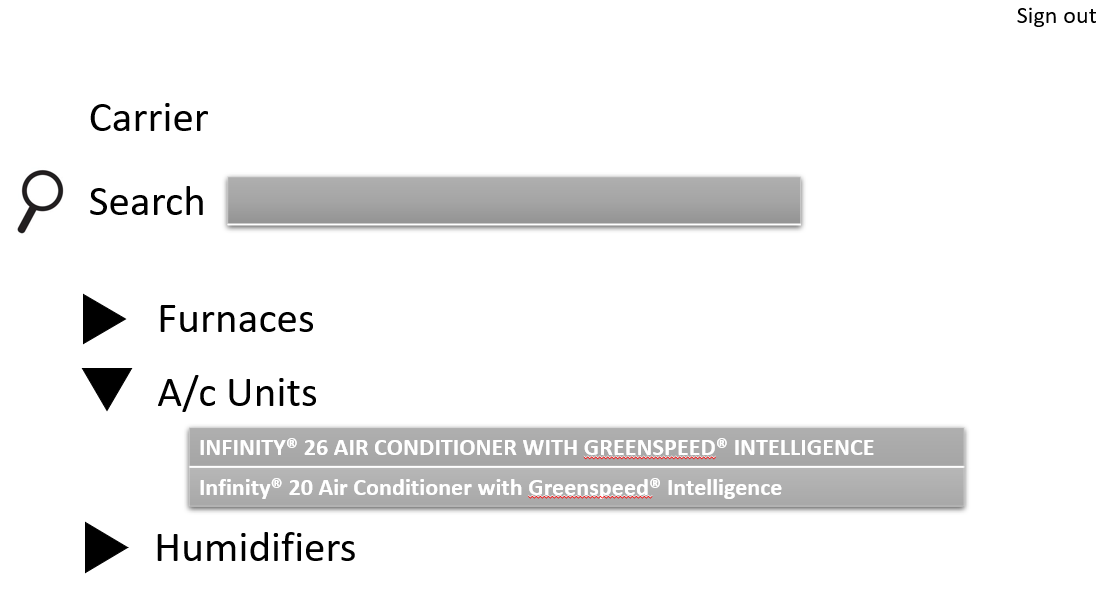 Sign out
Carrier
Search
Furnaces
A/c Units
INFINITY® 26 AIR CONDITIONER WITH GREENSPEED® INTELLIGENCE
Infinity® 20 Air Conditioner with Greenspeed® Intelligence
Humidifiers